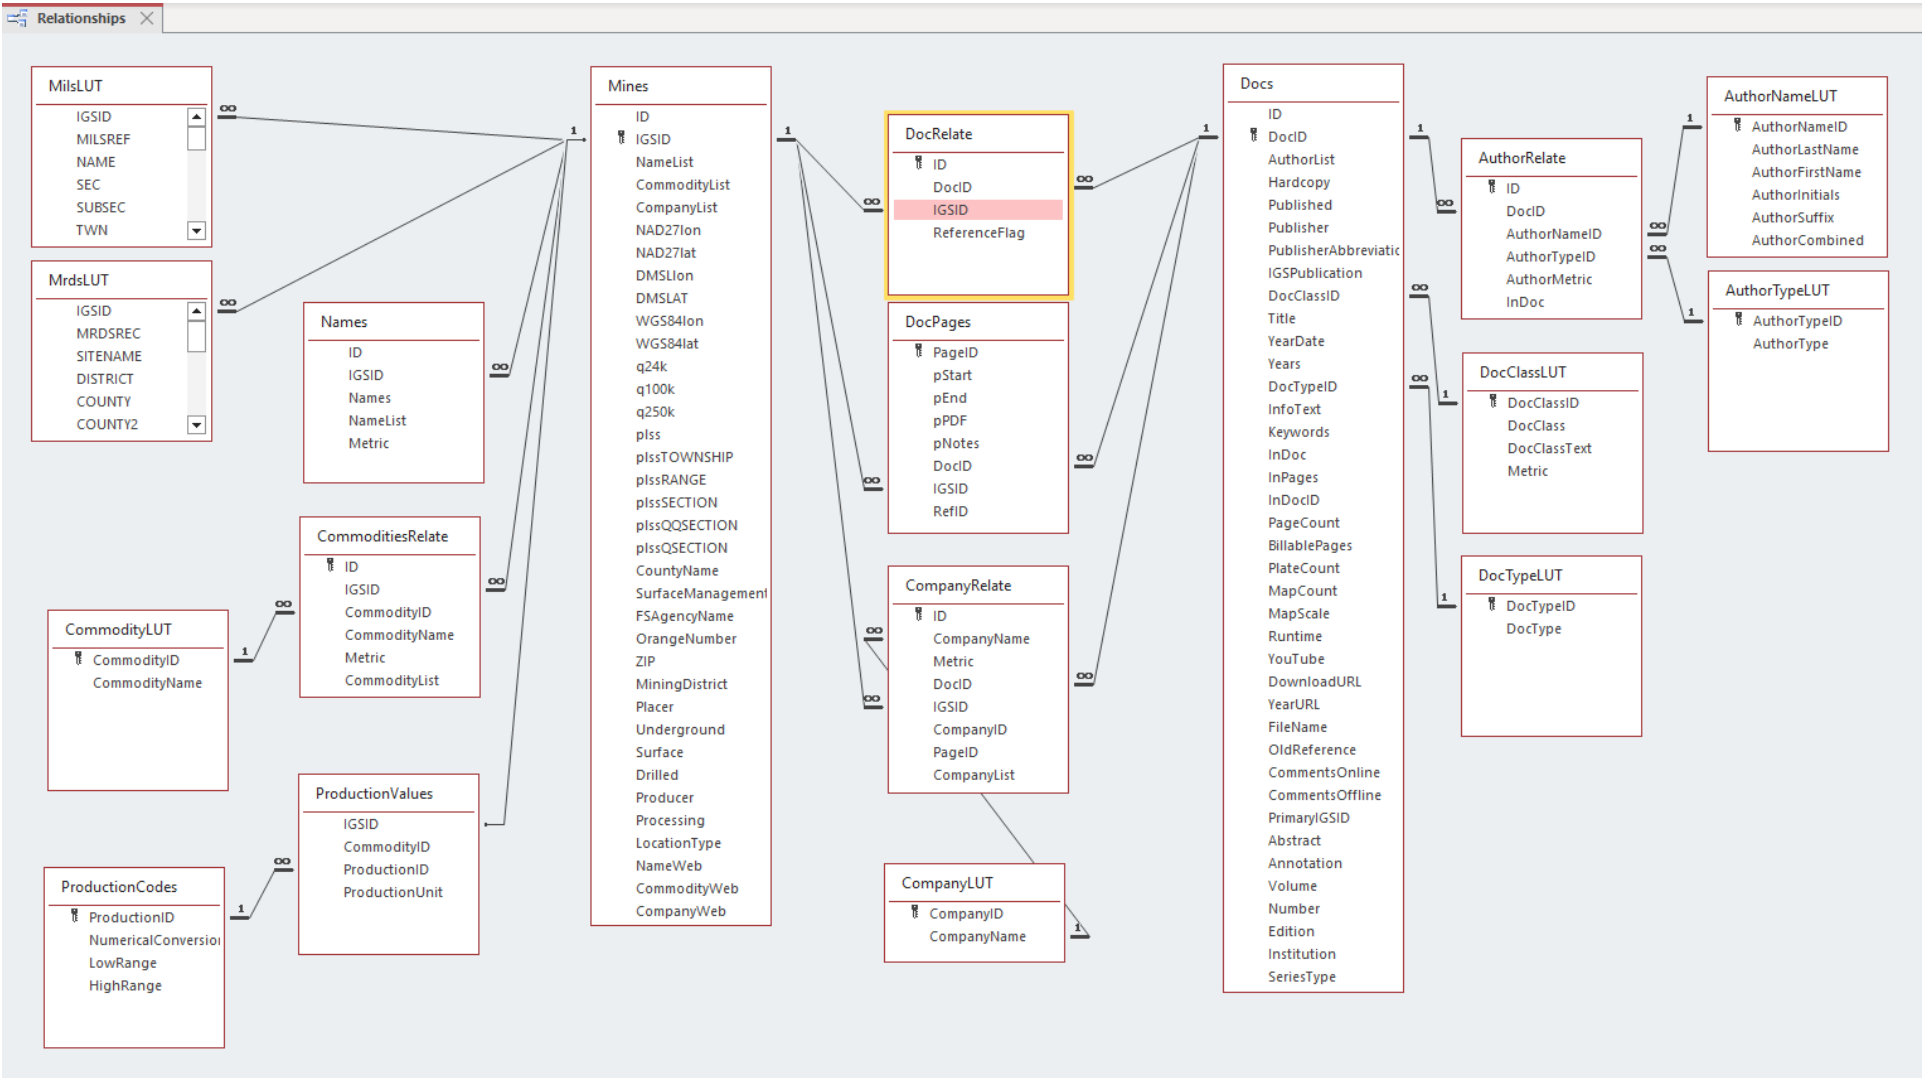 Relationships
MilsLUT
IGSID
MILSREF
NAME
SEC
SUBSEC
TWN
MrdsLUT
IGSID
MRDSREC
SITENAME
DISTRICT
COUNTY
COUNTY2
Names
ID
IGSID
Names
NameList
Metric
CommoditiesRelate
ID
IGSID
CommodityID
CommodityName
Metric
CommodityList
CommodityLUT
CommodityID
CommodityName
ProductionValues
IGSID
CommodityID
ProductionID
ProductionUnit
ProductionCodes
ProductionID
NumericalConversion
LowRange
HighRange
Mines
ID
IGSID
NameList
CommodityList
CompanyList
NAD27lon
NAD27lat
DMSLlon
DMSLAT
WGS84lon
WGS84lat
q24k
q100k
q250k
plss
plssTOWNSHIP
plssRANGE
plssSECTION
plssQQSECTION
plssQSECTION
CountyName
SurfaceManagement
FSAgencyName
OrangeNumber
ZIP
MiningDistrict
Placer
Underground
Surface
Drilled
Producer
Processing
LocationType
NameWeb
CommodityWeb
CompanyWeb
DocRelate
ID
DocID
IGSID
ReferenceFlag
DocPages
PageID
pStart
pEnd
pPDF
pNotes
DocID
IGSID
RefID
CompanyRelate
ID
CompanyName
Metric
DocID
IGSID
CompanyID
PageID
CompanyList
CompanyLUT
CompanyID
CompanyName
Docs
ID
DocID
AuthorList
Hardcopy
Published
Publisher
PublisherAbbreviatic
IGSPublication
DocClassID
Title
YearDate
Years
DocTypeID
InfoText
Keywords
InDoc
InPages
InDocID
PageCount
BillablePages
PlateCount
MapCount
MapScale
Runtime
YouTube
DownloadURL
YearURL
FileName
OldReference
CommentsOnline
CommentsOffline
PrimaryIGSID
Abstract
Annotation
Volume
Number
Edition
Institution
SeriesType
AuthorRelate
ID
DocID
AuthorNameID
AuthorTypeID
AuthorMetric
InDoc
AuthorNameLUT
AuthorNameID
AuthorLastName
AuthorFirstName
AuthorInitials
AuthorSuffix
AuthorCombined
AuthorTypeLUT
AuthorTypeID
AuthorType
DocClassLUT
DocClassID
DocClass
DocClassText
Metric
DocTypeLUT
DocTypeID
DocType